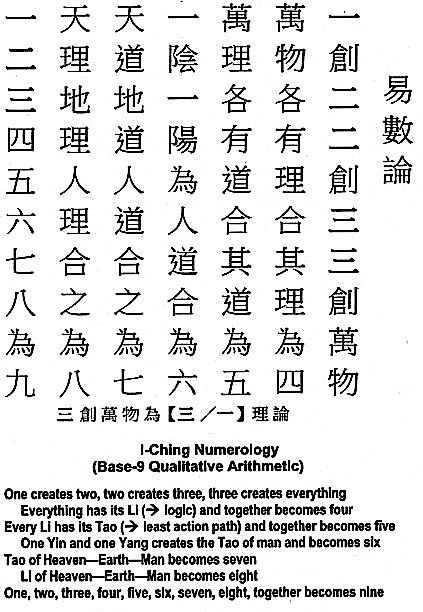 易數論
一創二二創三三創萬物
萬物各有理合其理為四
萬理各有道合其道為五
一陰一陽為人道合為六
天道地道人道合之為七
天理地理人理合之為八
一二三四五六七八為九
三創萬物為【三/一】理論
I-Ching Numerology
(Base-9 Qualitative Arithmetic)
One creates two, two creates three, three creates everything
Everything has its Li (→ logic) and together becomes four
Every Li has its Tao (→ least action path) and together becomes five
One Yin and one Yang creates the Tao of man and becomes six
Tao of Heaven—Earth—Man becomes seven
Li of Heaven—Earth—Man becomes eight
One, two, three, four, five, six, seven, eight, together becomes nine